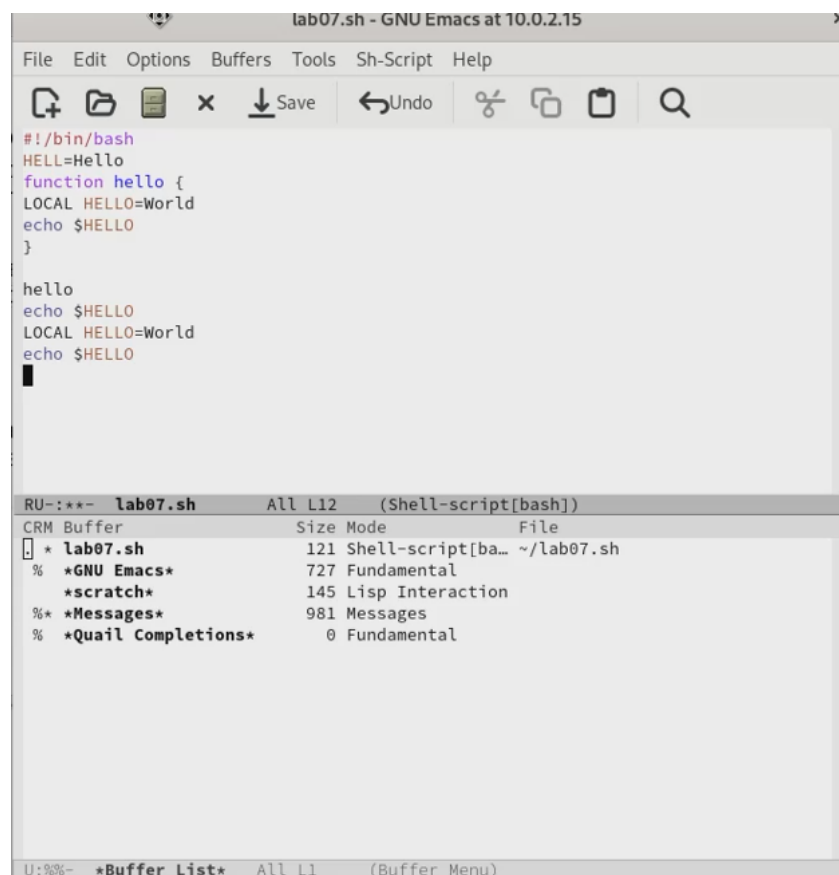 lab07.sh - GNU Emacs at 10.0.2.15
File Edit Options Buffers Tools Sh-Script Help
Save Undo
#!/bin/bash
HELL=Hello
function hello {
LOCAL HELLO=World
echo $HELLO
}
hello
echo $HELLO
LOCAL HELLO=World
echo $HELLO
RU-:**- lab07.sh All L12 (Shell-script[bash])
CRM Buffer Size Mode File
. * lab07.sh 121 Shell-script[ba… ~/lab07.sh
% *GNU Emacs* 727 Fundamental
*scratch* 145 Lisp Interaction
%* *Messages* 981 Messages
% *Quail Completions* 0 Fundamental
U:%%- *Buffer List* All L1 (Buffer Menu)